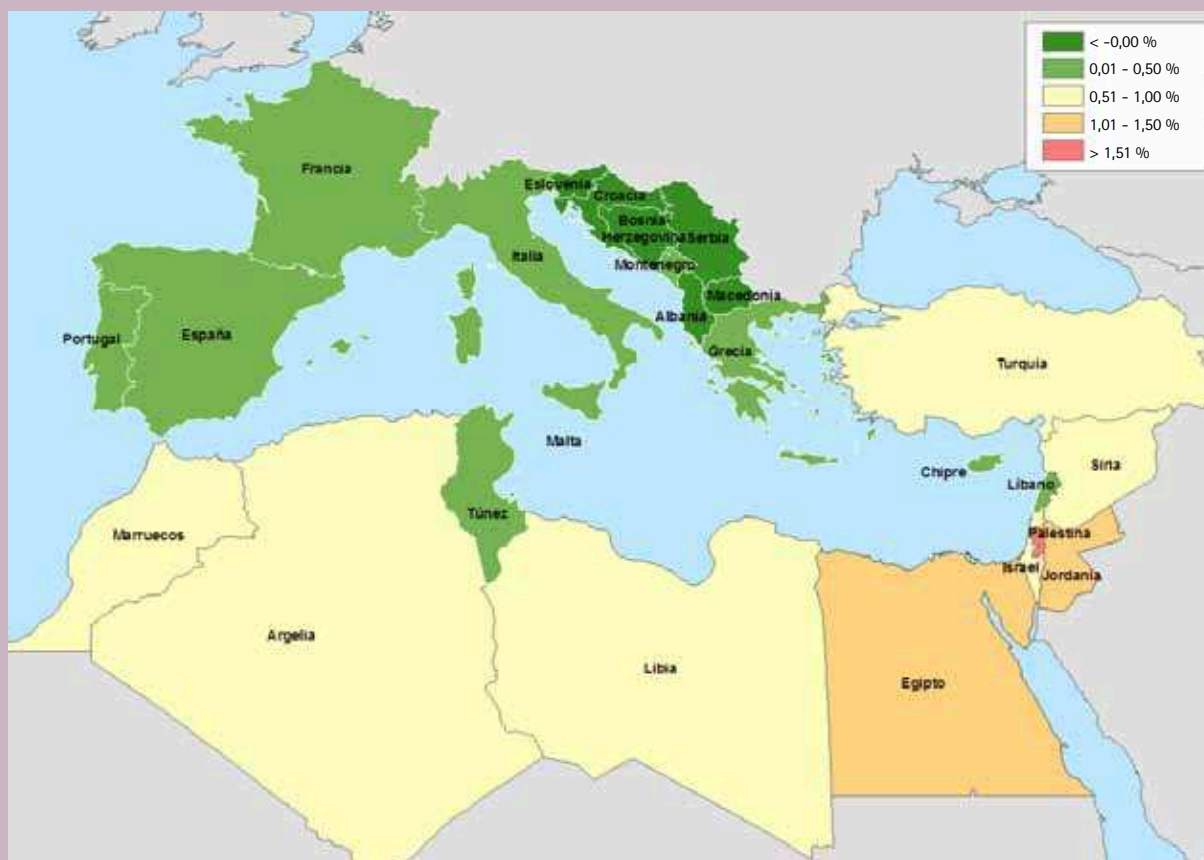 < -0,00 %
0,01 - 0,50 %
0,51 - 1,00 %
1,01 - 1,50 %
> 1,51 %
Francia
Eslovenia
Croacia
Bosnia-
Herzegovina
Serbia
Italia
Montenegro
Macedonia
Albania
Portugal
España
Grecia
Turquia
Malta
Chipre
Siria
Líbano
Túnez
Marruecos
Palestina
Israel
Jordania
Argelia
Libia
Egipto